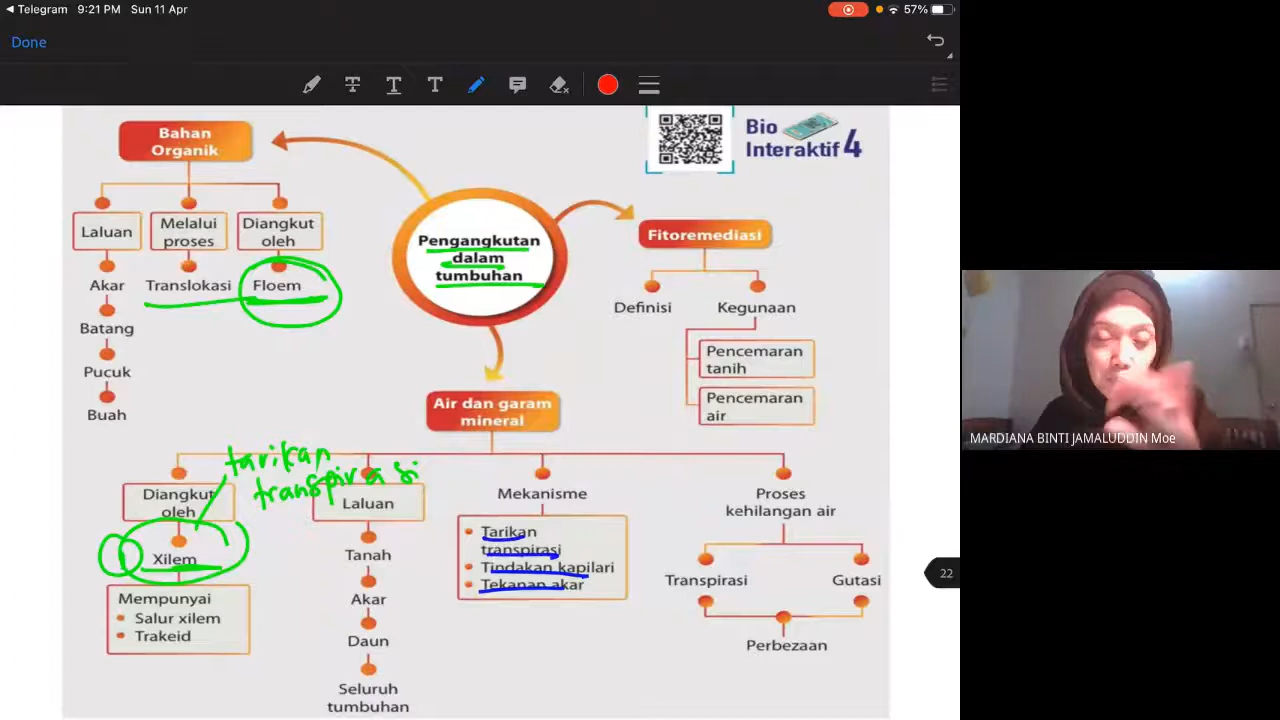 Telegram 9:21 PM Sun 11 Apr
57%
Done
T T T
Bahan
Organik
Bio
Interaktif 4
Laluan
Melalui
proses
Diangkut
oleh
Pengangkutan
dalam
tumbuhan
Fitoremediasi
Akar
Translokasi
Floem
Definisi
Kegunaan
Batang
Pencemaran
tanih
Pucuk
Pencemaran
air
Buah
Air dan garam
mineral
MARDIANA BINTI JAMALUDDIN Moe
tarikan
transpirasi
Diangkut
oleh
Laluan
Mekanisme
Proses
kehilangan air
Xilem
Tanah
Tarikan
transpirasi
Tindakan kapilari
Tekanan akar
Transpirasi
Gutasi
22
Mempunyai
Salur xilem
Trakeid
Akar
Daun
Perbezaan
Seluruh
tumbuhan